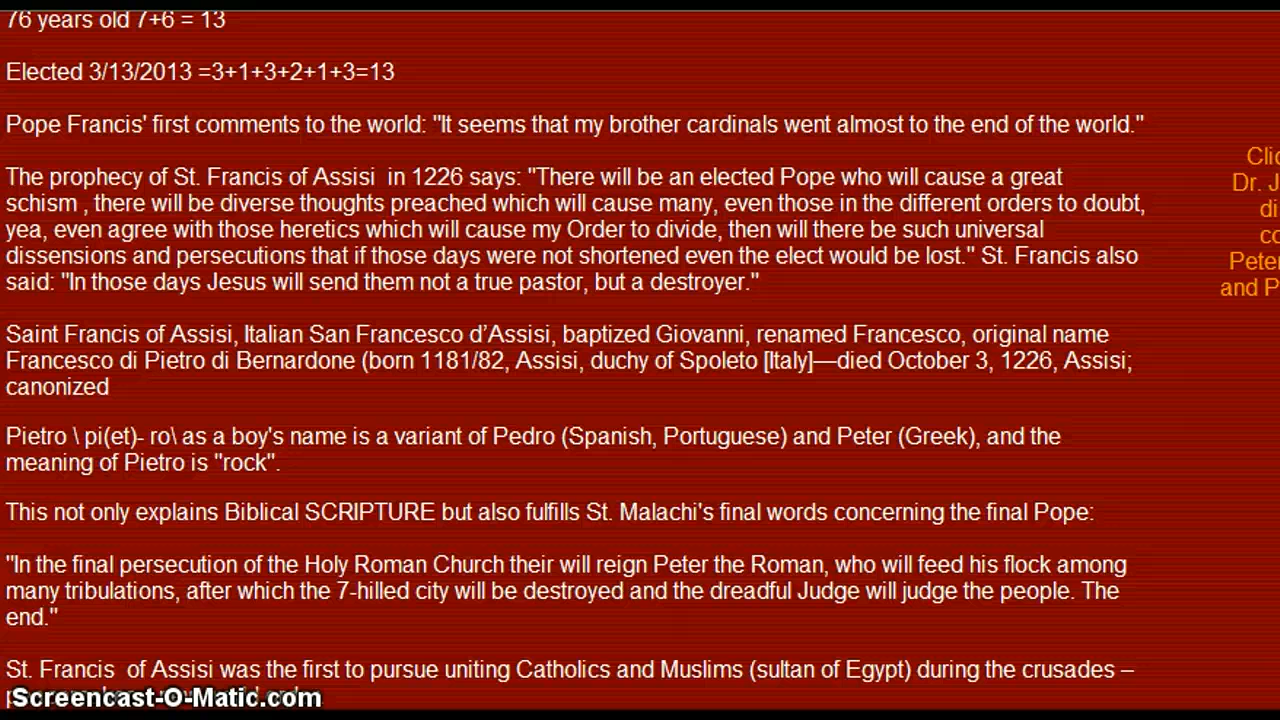 76 years old 7+6 = 13
Elected 3/13/2013 =3+1+3+2+1+3=13
Pope Francis' first comments to the world: "It seems that my brother cardinals went almost to the end of the world."
The prophecy of St. Francis of Assisi  in 1226 says: "There will be an elected Pope who will cause a great
schism , there will be diverse thoughts preached which will cause many, even those in the different orders to doubt,
yea, even agree with those heretics which will cause my Order to divide, then will there be such universal
dissensions and persecutions that if those days were not shortened even the elect would be lost." St. Francis also
said: "In those days Jesus will send them not a true pastor, but a destroyer."
Saint Francis of Assisi, Italian San Francesco d’Assisi, baptized Giovanni, renamed Francesco, original name
Francesco di Pietro di Bernardone (born 1181/82, Assisi, duchy of Spoleto [Italy]—died October 3, 1226, Assisi;
canonized
Pietro \ pi(et)- ro\ as a boy's name is a variant of Pedro (Spanish, Portuguese) and Peter (Greek), and the
meaning of Pietro is "rock".
This not only explains Biblical SCRIPTURE but also fulfills St. Malachi's final words concerning the final Pope:
"In the final persecution of the Holy Roman Church their will reign Peter the Roman, who will feed his flock among
many tribulations, after which the 7-hilled city will be destroyed and the dreadful Judge will judge the people. The
end."
St. Francis  of Assisi was the first to pursue uniting Catholics and Muslims (sultan of Egypt) during the crusades –
Screencast-O-Matic.com
Clic
Dr. J
di
co
Peter
and P